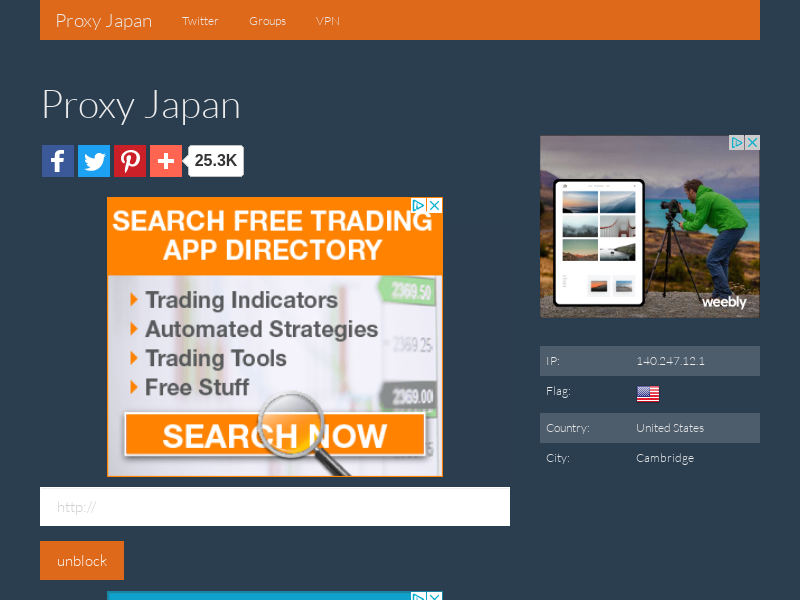 Proxy Japan
Twitter
Groups
VPN
Proxy Japan
25.3K
SEARCH FREE TRADING
APP DIRECTORY
Trading Indicators
Automated Strategies
Trading Tools
Free Stuff
2369.50
2369.25
2369.00
SEARCH NOW
weebly
IP: 140.247.12.1
Flag:
Country: United States
City: Cambridge
http://
unblock